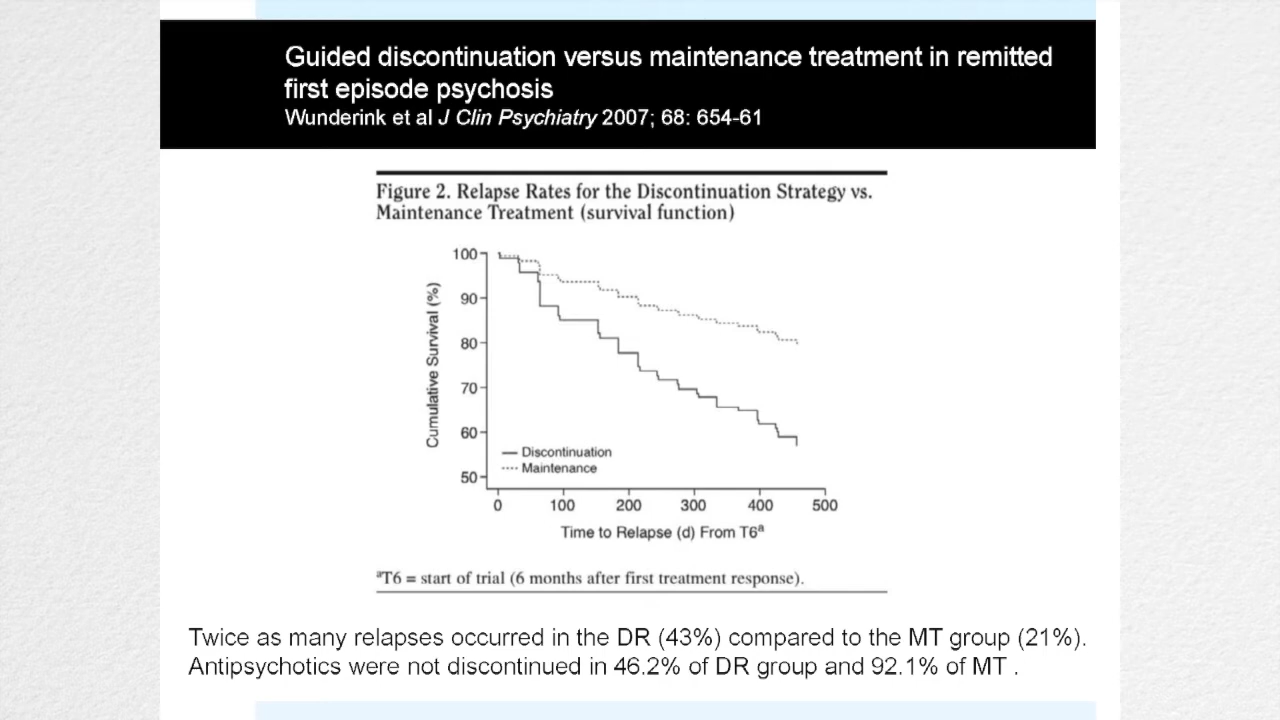 Guided discontinuation versus maintenance treatment in remitted
first episode psychosis
Wunderink et al J Clin Psychiatry 2007; 68: 654-61
Figure 2. Relapse Rates for the Discontinuation Strategy vs.
Maintenance Treatment (survival function)
Cumulative Survival (%)
100
90
80
70
60
50
Discontinuation
Maintenance
0 100 200 300 400 500
Time to Relapse (d) From T6ª
ªT6 = start of trial (6 months after first treatment response).
Twice as many relapses occurred in the DR (43%) compared to the MT group (21%).
Antipsychotics were not discontinued in 46.2% of DR group and 92.1% of MT .